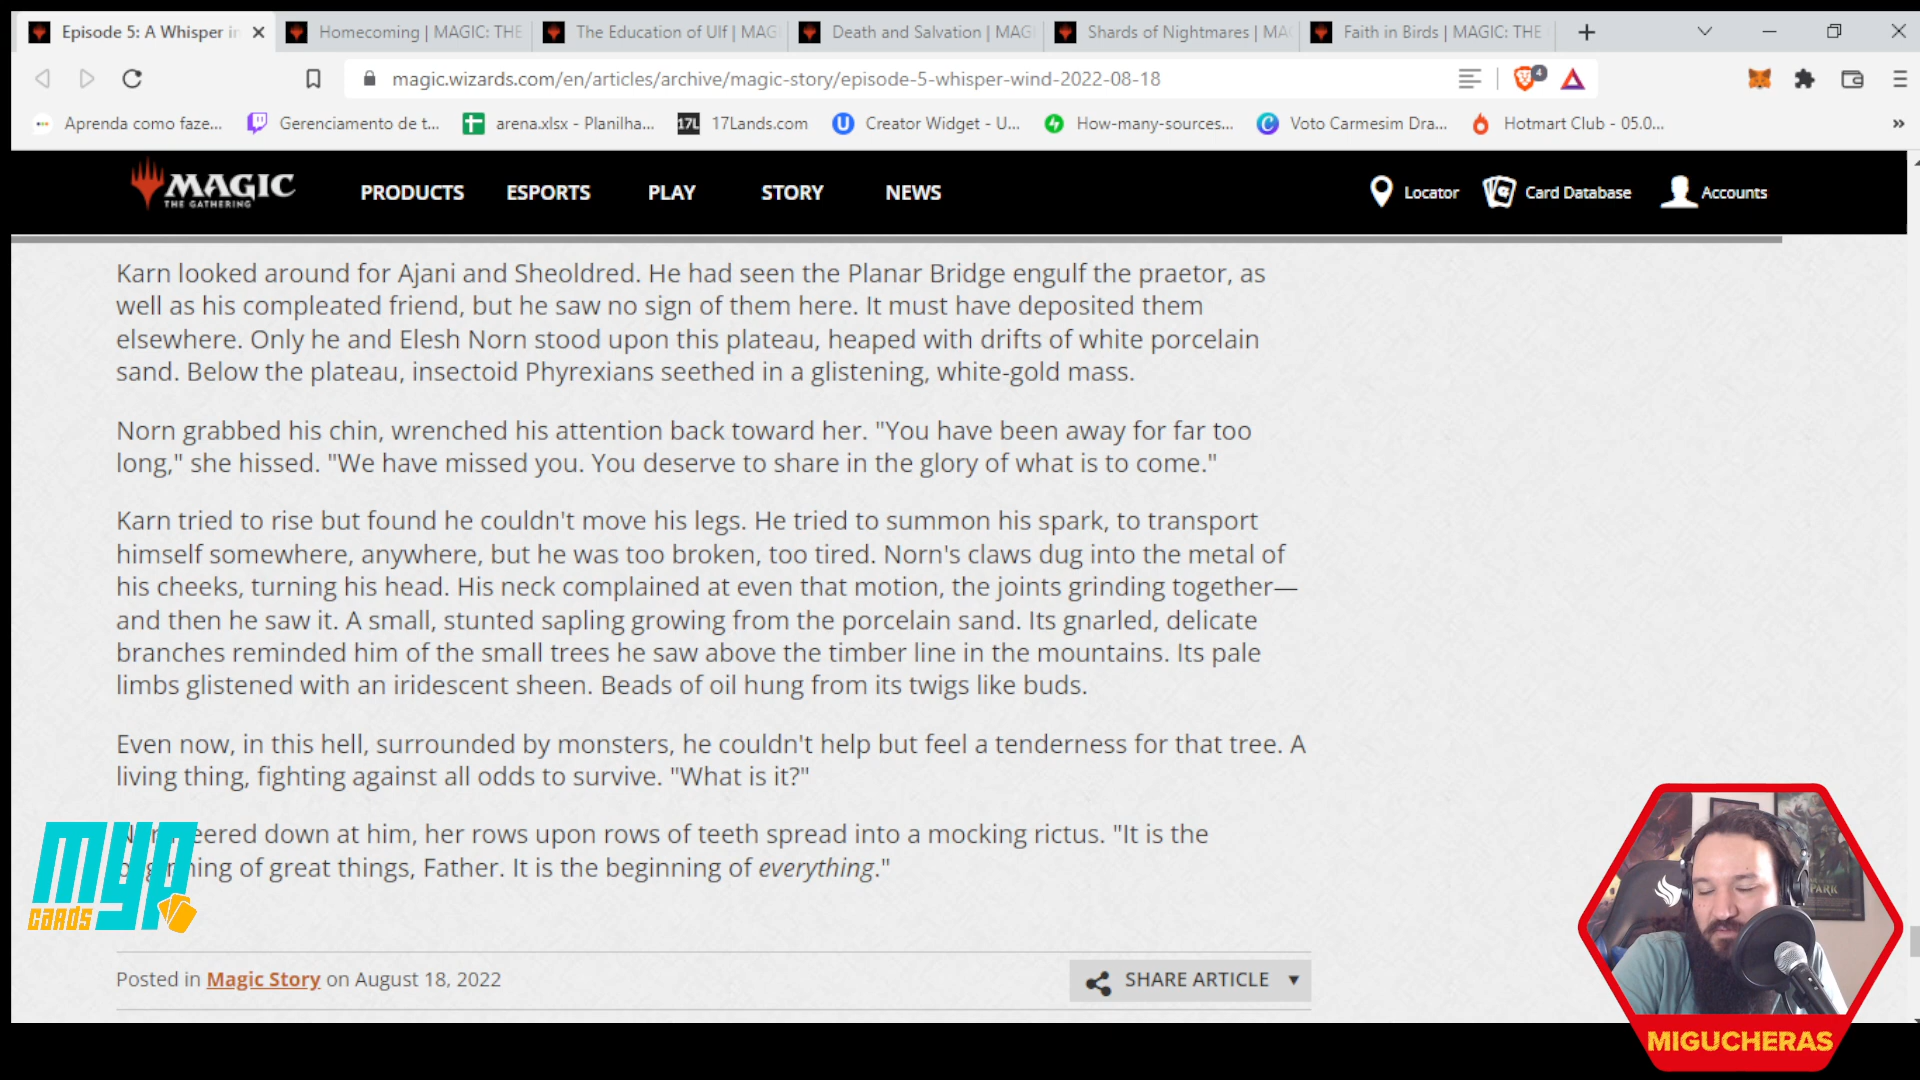 Episode 5: A Whisper in
Homecoming | MAGIC: THE
The Education of Ulf | MAGI
Death and Salvation | MAGI
Shards of Nightmares | MAG
Faith in Birds | MAGIC: THE
magic.wizards.com/en/articles/archive/magic-story/episode-5-whisper-wind-2022-08-18
4
Aprenda como faze...
Gerenciamento de t...
arena.xlsx - Planilha...
17L
17Lands.com
Creator Widget - U...
How-many-sources...
Voto Carmesim Dra...
Hotmart Club - 05.0...
MAGIC
THE GATHERING
PRODUCTS
ESPORTS
PLAY
STORY
NEWS
Locator
Card Database
Accounts
Karn looked around for Ajani and Sheoldred. He had seen the Planar Bridge engulf the praetor, as
well as his compleated friend, but he saw no sign of them here. It must have deposited them
elsewhere. Only he and Elesh Norn stood upon this plateau, heaped with drifts of white porcelain
sand. Below the plateau, insectoid Phyrexians seethed in a glistening, white-gold mass.
Norn grabbed his chin, wrenched his attention back toward her. "You have been away for far too
long," she hissed. "We have missed you. You deserve to share in the glory of what is to come."
Karn tried to rise but found he couldn't move his legs. He tried to summon his spark, to transport
himself somewhere, anywhere, but he was too broken, too tired. Norn's claws dug into the metal of
his cheeks, turning his head. His neck complained at even that motion, the joints grinding together—
and then he saw it. A small, stunted sapling growing from the porcelain sand. Its gnarled, delicate
branches reminded him of the small trees he saw above the timber line in the mountains. Its pale
limbs glistened with an iridescent sheen. Beads of oil hung from its twigs like buds.
Even now, in this hell, surrounded by monsters, he couldn't help but feel a tenderness for that tree. A
living thing, fighting against all odds to survive. "What is it?"
down at him, her rows upon rows of teeth spread into a mocking rictus. "It is the
of great things, Father. It is the beginning of everything."
myp
cards
Posted in Magic Story on August 18, 2022
SHARE ARTICLE
PARK
MIGUCHERAS